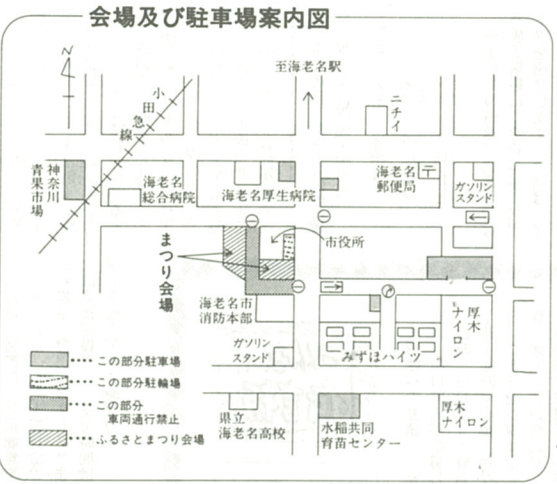 会場及び駐車場案内図
N
至海老名駅
小田急線
ニチイ
神奈川
青果市場
海老名
総合病院
海老名厚生病院
海老名
郵便局
〒
ガソリン
スタンド
まつり会場
市役所
海老名市
消防本部
ガソリン
スタンド
みずほハイツ
厚木
ナイロン
県立
海老名高校
水稲共同
育苗センター
厚木
ナイロン
･･･この部分駐車場
･･･この部分駐輪場
･･･この部分
車両通行禁止
･･･ふるさとまつり会場